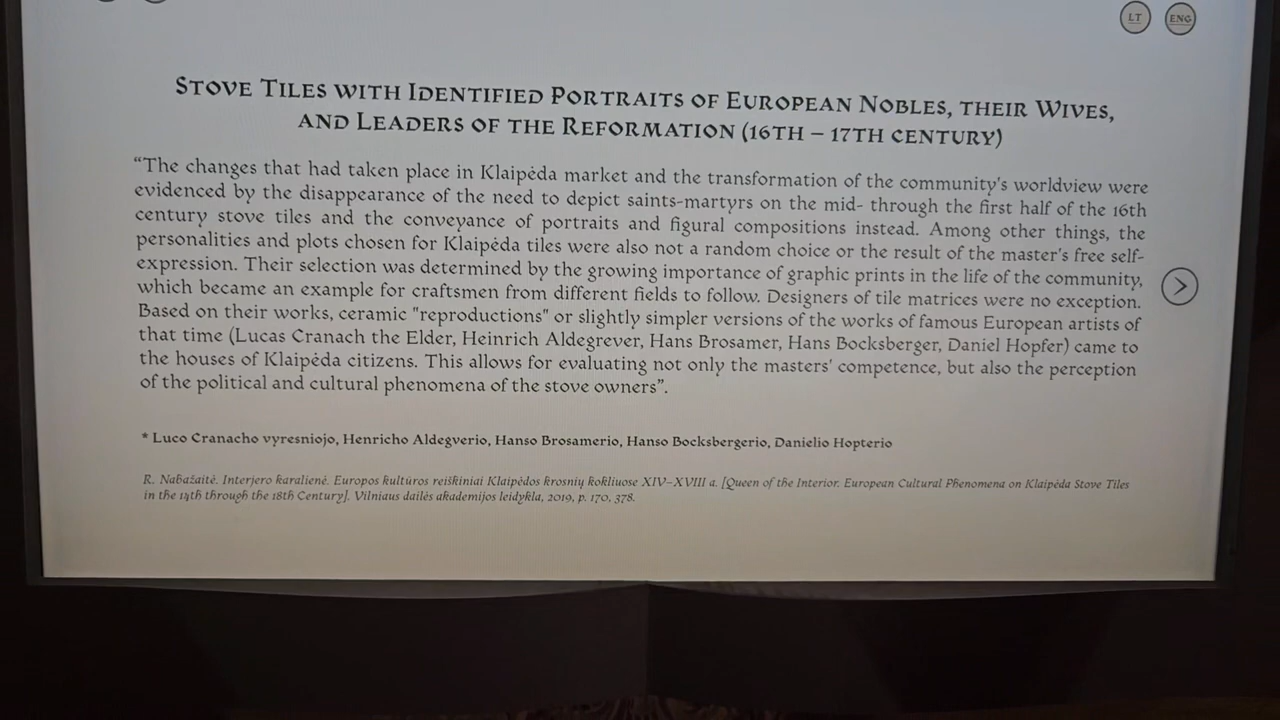 LT ENG
Stove Tiles with Identified Portraits of European Nobles, their Wives,
and Leaders of the Reformation (16th – 17th century)
“The changes that had taken place in Klaipėda market and the transformation of the community's worldview were
evidenced by the disappearance of the need to depict saints-martyrs on the mid- through the first half of the 16th
century stove tiles and the conveyance of portraits and figural compositions instead. Among other things, the
personalities and plots chosen for Klaipėda tiles were also not a random choice or the result of the master's free self-
expression. Their selection was determined by the growing importance of graphic prints in the life of the community,
which became an example for craftsmen from different fields to follow. Designers of tile matrices were no exception.
Based on their works, ceramic "reproductions" or slightly simpler versions of the works of famous European artists of
that time (Lucas Cranach the Elder, Heinrich Aldegrever, Hans Brosamer, Hans Bocksberger, Daniel Hopfer) came to
the houses of Klaipėda citizens. This allows for evaluating not only the masters' competence, but also the perception
of the political and cultural phenomena of the stove owners”.
* Luco Cranacho vyresniojo, Henricho Aldegverio, Hanso Brosamerio, Hanso Bocksbergerio, Danielio Hopterio
R. Nabažaitė. Interjero karalienė. Europos kultūros reiškiniai Klaipėdos krosnių kokliuose XIV–XVIII a. [Queen of the Interior. European Cultural Phenomena on Klaipėda Stove Tiles
in the 14th through the 18th Century]. Vilniaus dailės akademijos leidykla, 2019, p. 170, 378.